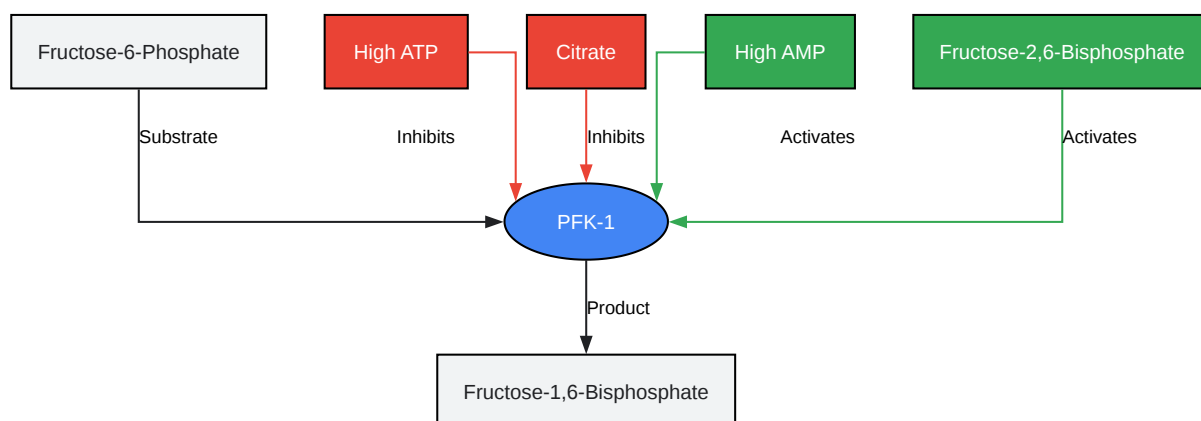 Fructose-6-Phosphate
High ATP
Citrate
High AMP
Fructose-2,6-Bisphosphate
Substrate
Inhibits
Inhibits
Activates
Activates
PFK-1
Product
Fructose-1,6-Bisphosphate